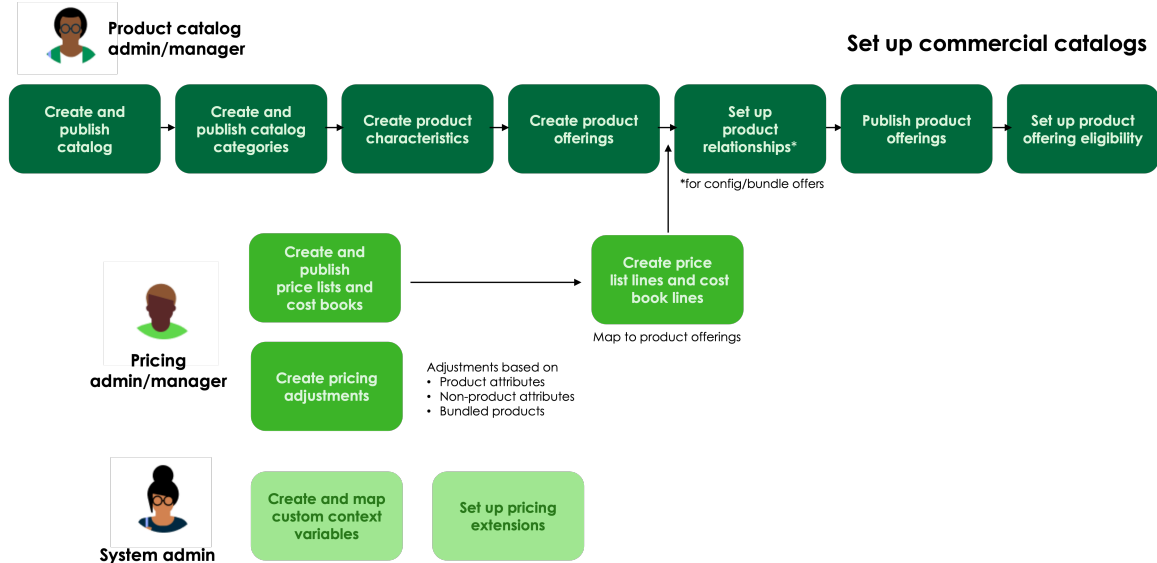 Product catalog
admin/manager
Set up commercial catalogs
Create and
publish
catalog
Create and
publish catalog
categories
Create product
characteristics
Create product
offerings
Set up
product
relationships*
Publish product
offerings
Set up product
offering eligibility
*for config/bundle offers
Create and
publish
price lists and
cost books
Create price
list lines and cost
book lines
Map to product offerings
Pricing
admin/manager
Create pricing
adjustments
Adjustments based on
• Product attributes
• Non-product attributes
• Bundled products
System admin
Create and map
custom context
variables
Set up pricing
extensions